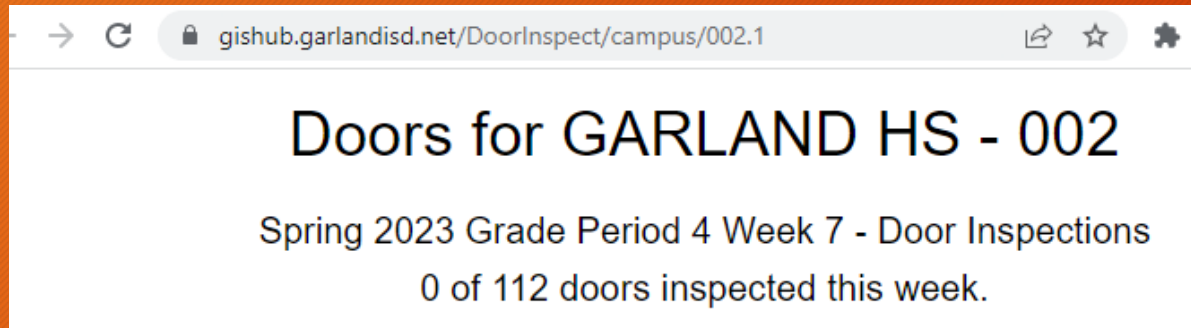 gishub.garlandisd.net/DoorInspect/campus/002.1
Doors for GARLAND HS - 002
Spring 2023 Grade Period 4 Week 7 - Door Inspections
0 of 112 doors inspected this week.